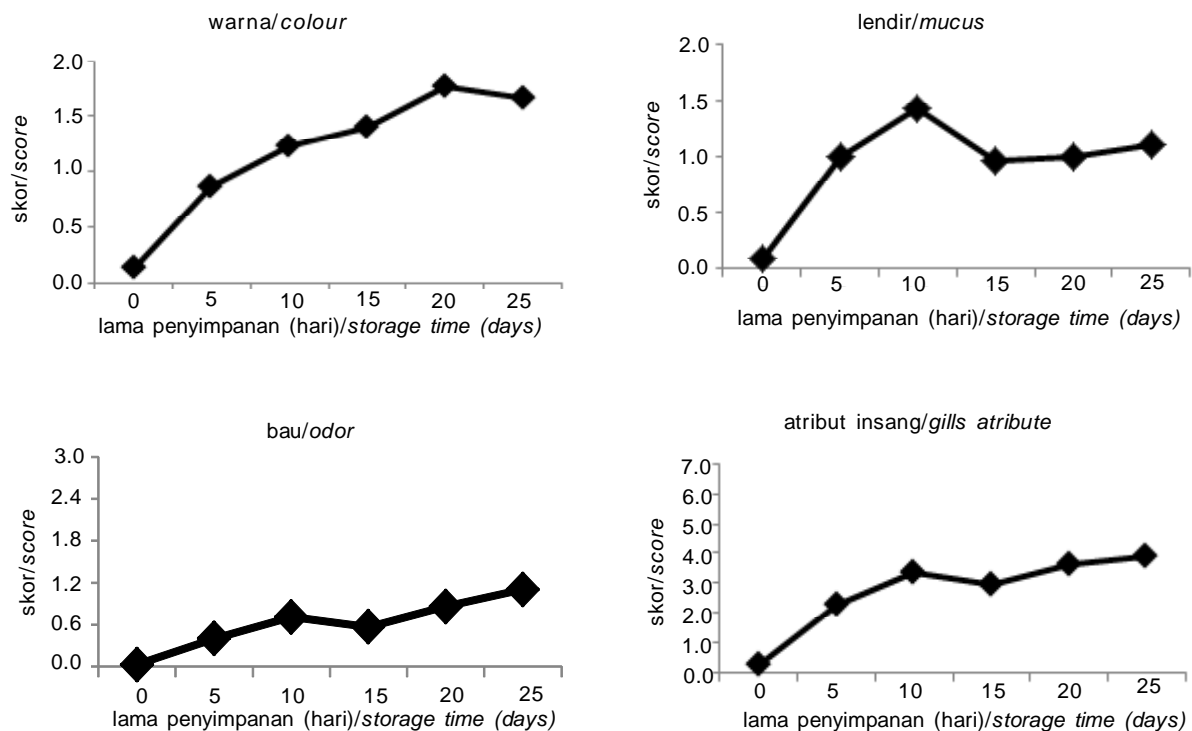 warna/colour
2.0
1.5
1.0
0.5
0.0
skor/score
0 5 10 15 20 25
lama penyimpanan (hari)/storage time (days)
lendir/mucus
2.0
1.5
1.0
0.5
0.0
skor/score
0 5 10 15 20 25
lama penyimpanan (hari)/storage time (days)
bau/odor
3.0
2.4
1.8
1.2
0.6
0.0
skor/score
0 5 10 15 20 25
lama penyimpanan (hari)/storage time (days)
atribut insang/gills atribute
7.0
6.0
5.0
4.0
3.0
2.0
1.0
0.0
skor/score
0 5 10 15 20 25
lama penyimpanan (hari)/storage time (days)